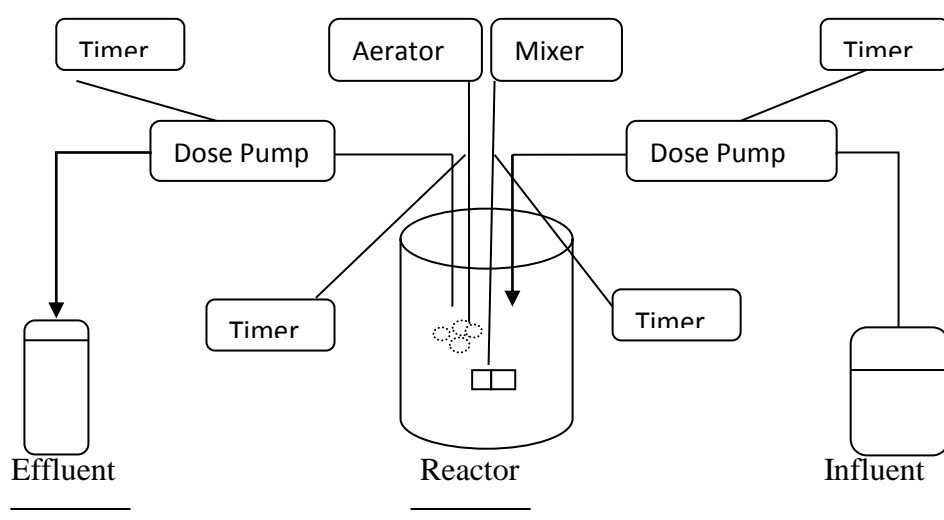 Timer
Aerator
Mixer
Timer
Dose Pump
Dose Pump
Timer
Timer
Effluent
Reactor
Influent